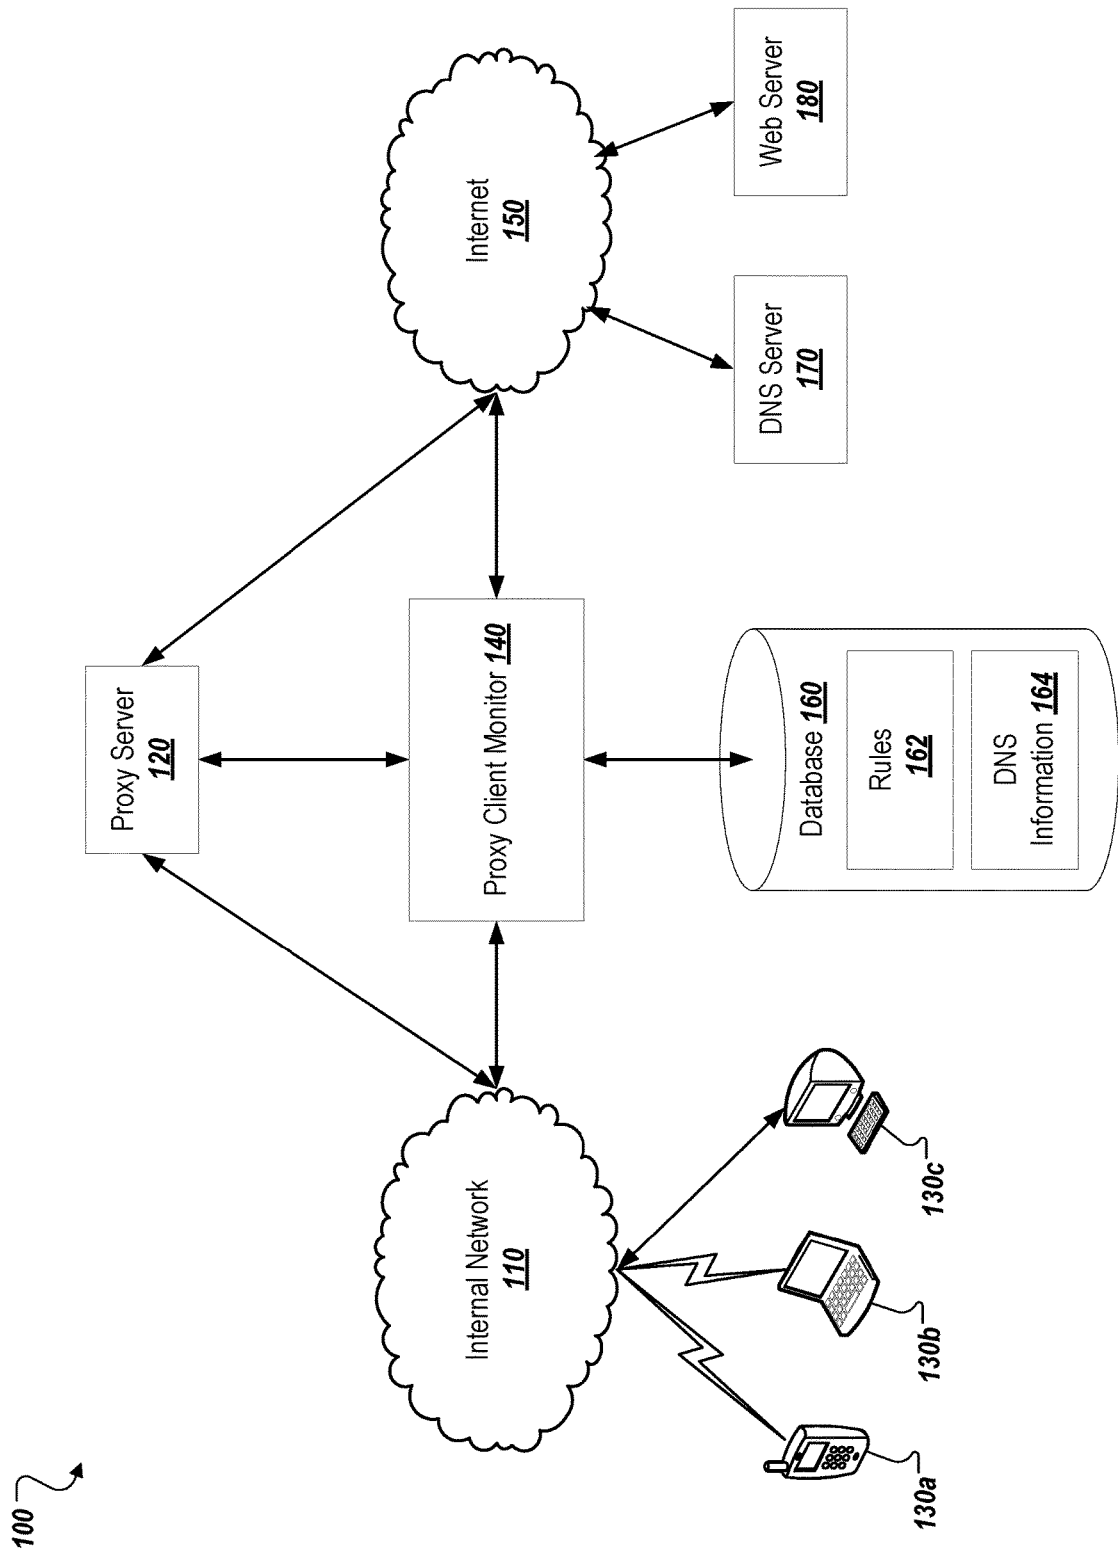 100
Proxy Server
120
Internal Network
110
Proxy Client Monitor 140
Internet
150
130a
130b
130c
Database 160
Rules
162
DNS
Information 164
DNS Server
170
Web Server
180